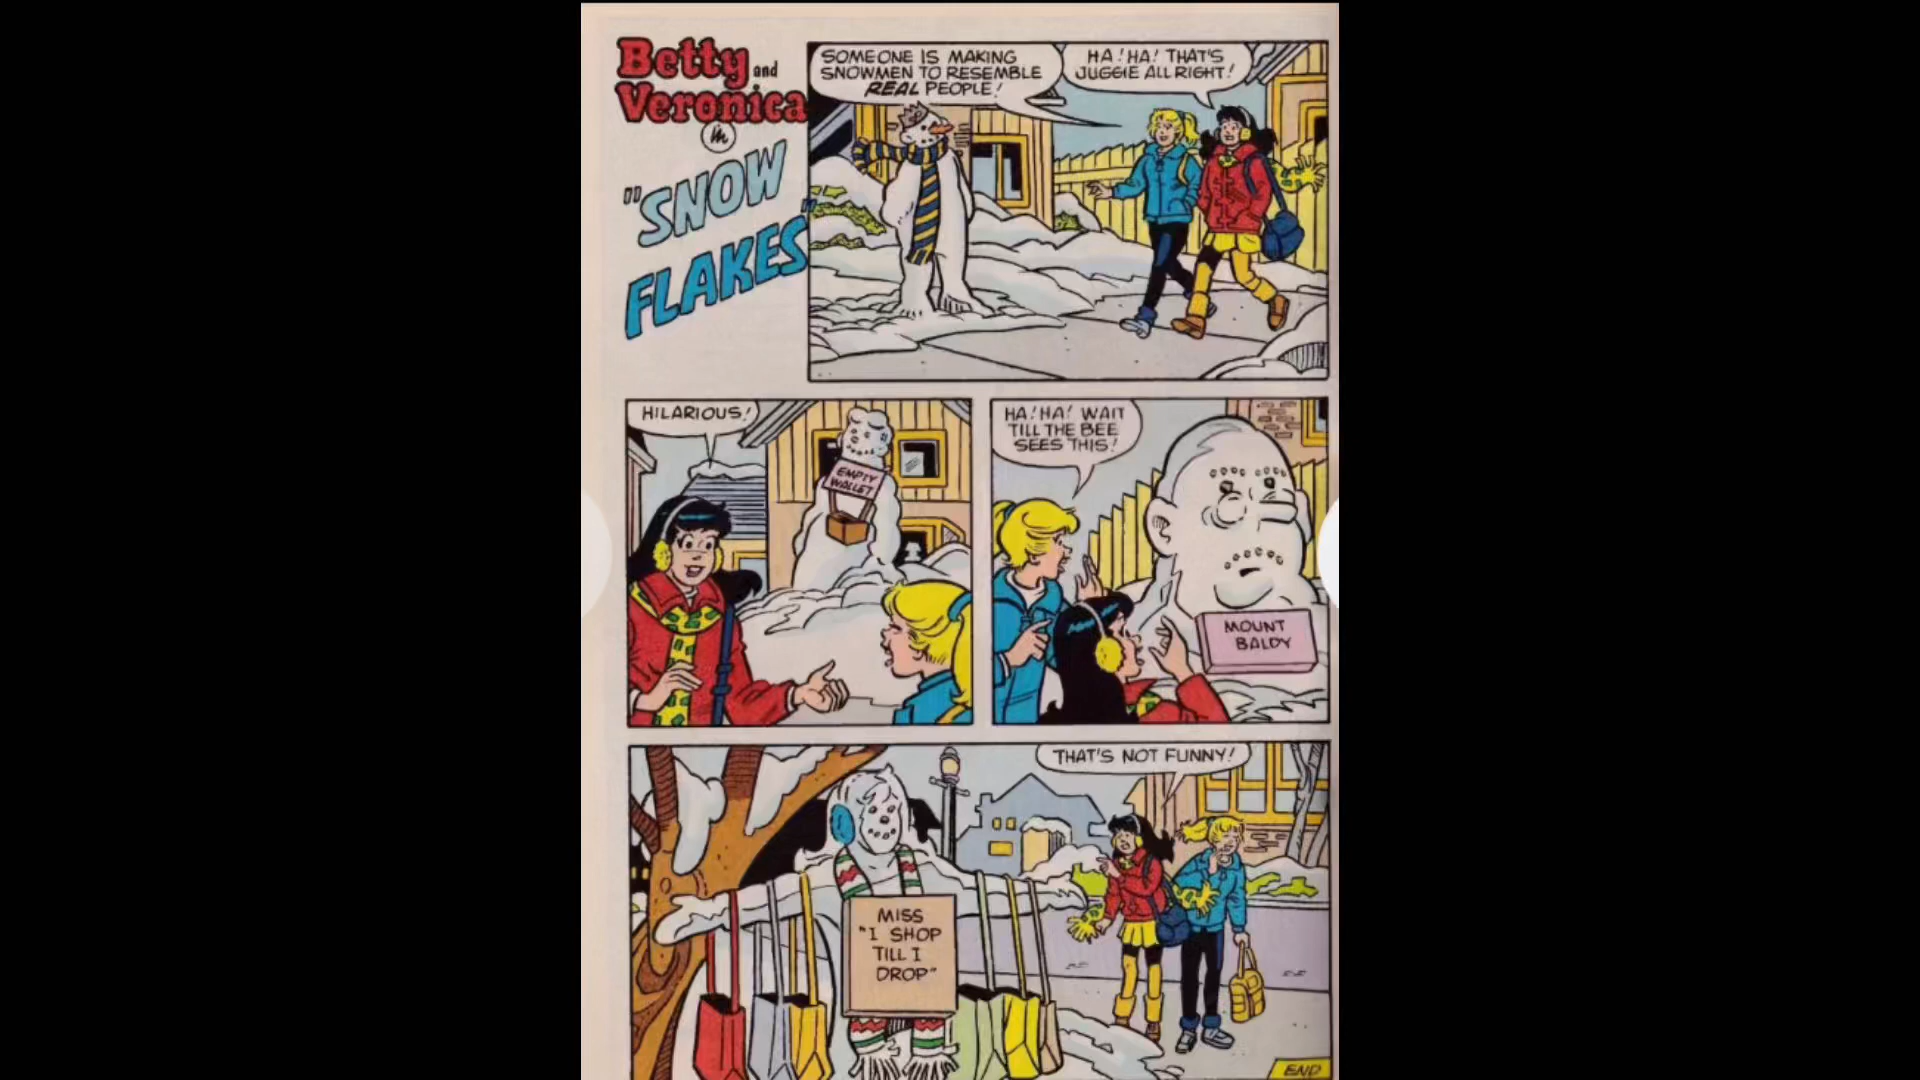 Betty and
Veronica
in
"SNOW
FLAKES"
SOMEONE IS MAKING
SNOWMEN TO RESEMBLE
REAL PEOPLE!
HA! HA! THAT'S
JUGGIE ALL RIGHT!
HILARIOUS!
EMPTY
WALLET
HA! HA! WAIT
TILL THE BEE
SEES THIS!
MOUNT
BALDY
THAT'S NOT FUNNY!
MISS
"I SHOP
TILL I
DROP"
END